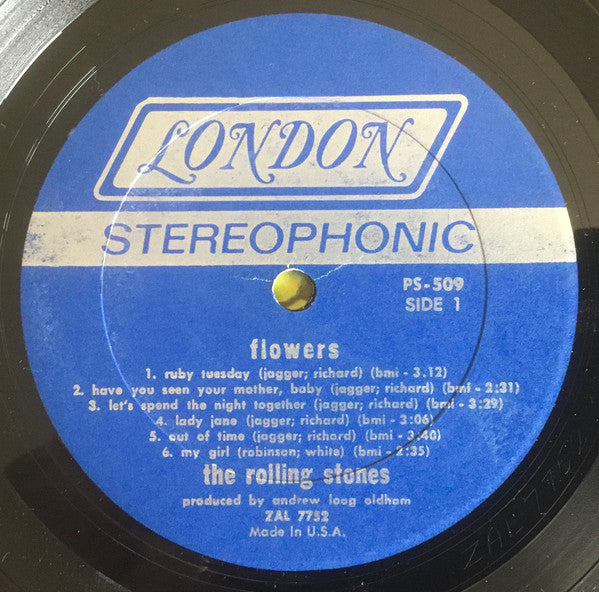 LONDON
STEREOPHONIC
PS-509
SIDE 1
flowers
1. ruby tuesday (jagger; richard) (bmi - 3.12)
2. have you seen your mother, baby (jagger; richard) (bmi - 2:31)
3. let's spend the night together (jagger; richard) (bmi - 3:29)
4. lady jane (jagger; richard) (bmi - 3:06)
5. out of time (jagger; richard) (bmi - 3:40)
6. my girl (robinson; white) (bmi - 2:35)
the rolling stones
produced by andrew loog oldham
ZAL 7752
Made in U.S.A.